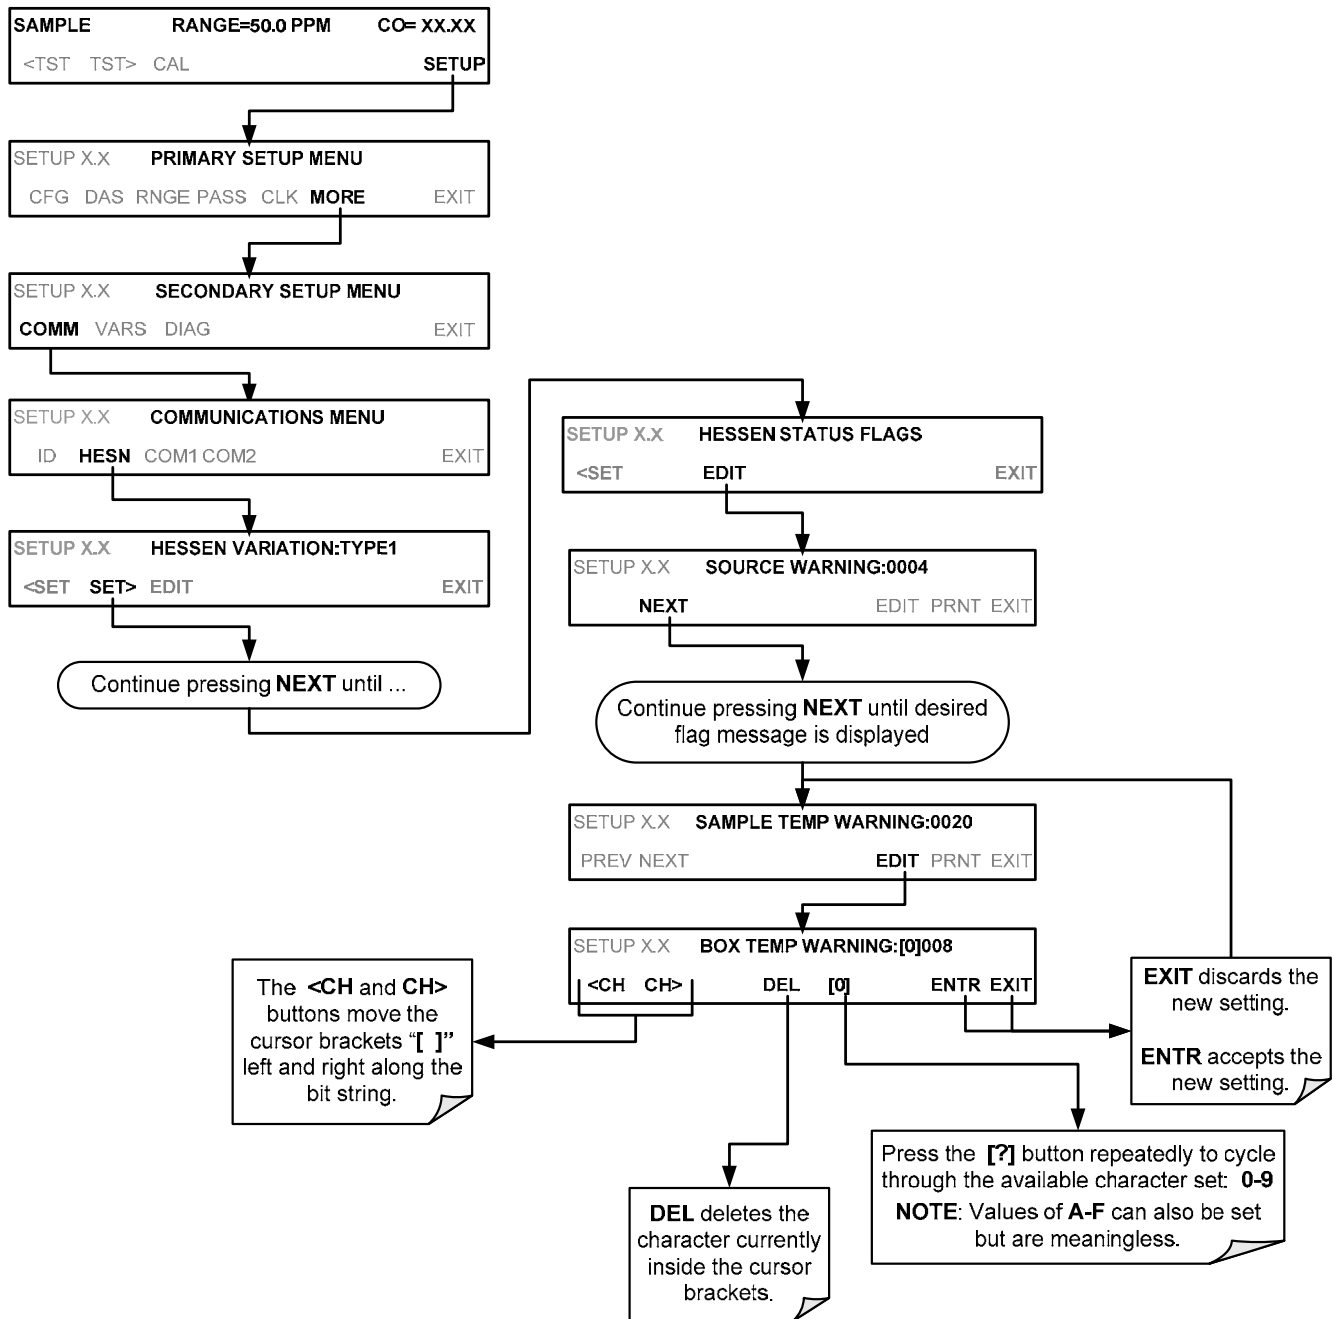 SAMPLE RANGE=50.0 PPM CO= XX.XX
<TST TST> CAL SETUP
SETUP X.X PRIMARY SETUP MENU
CFG DAS RNGE PASS CLK MORE EXIT
SETUP X.X SECONDARY SETUP MENU
COMM VARS DIAG EXIT
SETUP X.X COMMUNICATIONS MENU
ID HESN COM1 COM2 EXIT
SETUP X.X HESSEN VARIATION:TYPE1
<SET SET> EDIT EXIT
Continue pressing NEXT until ...
SETUP X.X HESSEN STATUS FLAGS
<SET EDIT EXIT
SETUP X.X SOURCE WARNING:0004
NEXT EDIT PRNT EXIT
Continue pressing NEXT until desired
flag message is displayed
SETUP X.X SAMPLE TEMP WARNING:0020
PREV NEXT EDIT PRNT EXIT
SETUP X.X BOX TEMP WARNING:[0]008
<CH CH> DEL [0] ENTR EXIT
The <CH and CH>
buttons move the
cursor brackets “[ ]”
left and right along the
bit string.
EXIT discards the
new setting.
ENTR accepts the
new setting.
DEL deletes the
character currently
inside the cursor
brackets.
Press the [?] button repeatedly to cycle
through the available character set: 0-9
NOTE: Values of A-F can also be set
but are meaningless.